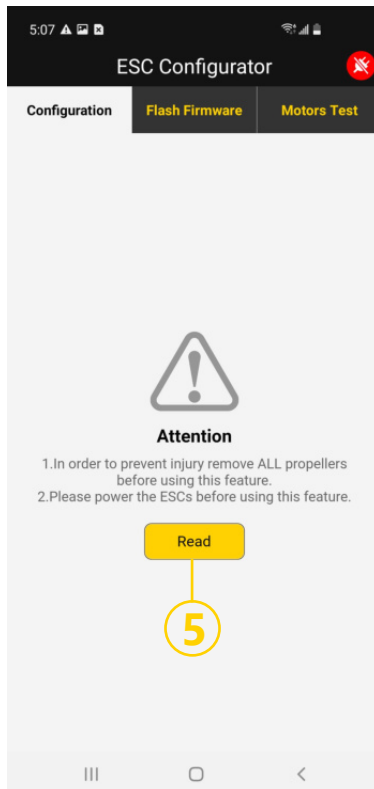 5:07
ESC Configurator
Configuration Flash Firmware Motors Test
Attention
1.In order to prevent injury remove ALL propellers
before using this feature.
2.Please power the ESCs before using this feature.
Read
5